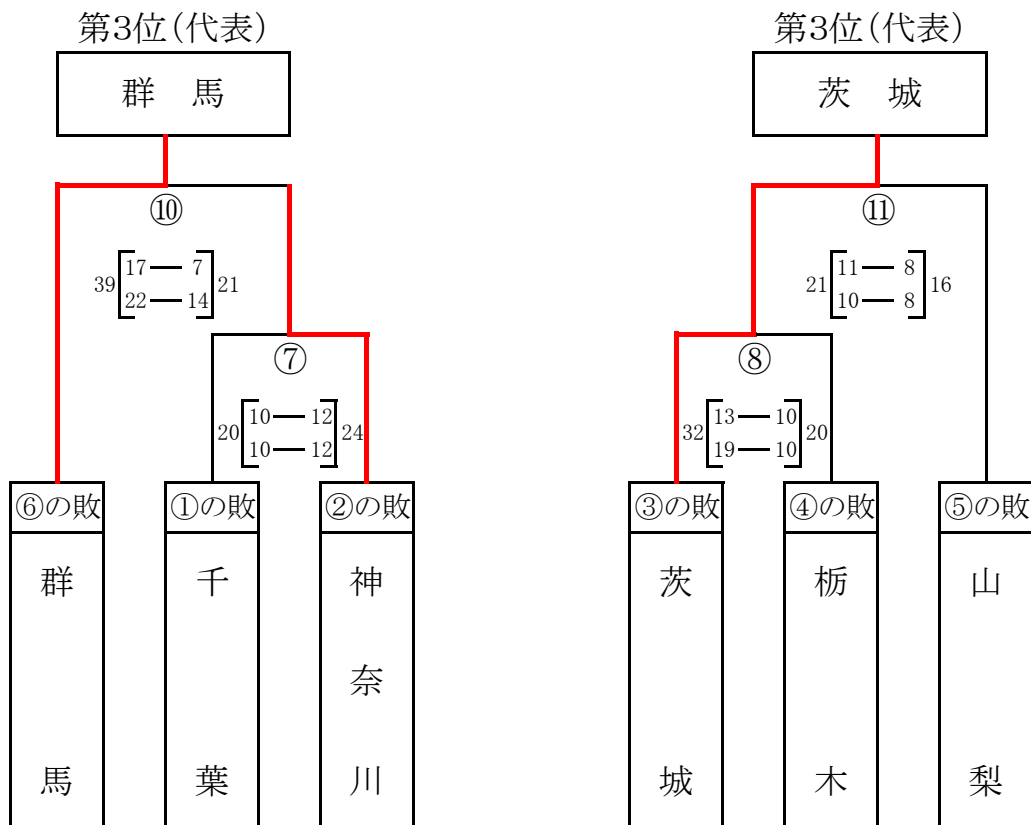 第3位(代表)
群 馬
⑩
39 17 7 21
22 14
⑦
20 10 12 24
10 12
⑥の敗
①の敗
②の敗
群馬
千葉
神奈川
第3位(代表)
茨 城
⑪
21 11 8 16
10 8
⑧
32 13 10 20
19 10
③の敗
④の敗
⑤の敗
茨城
栃木
山梨